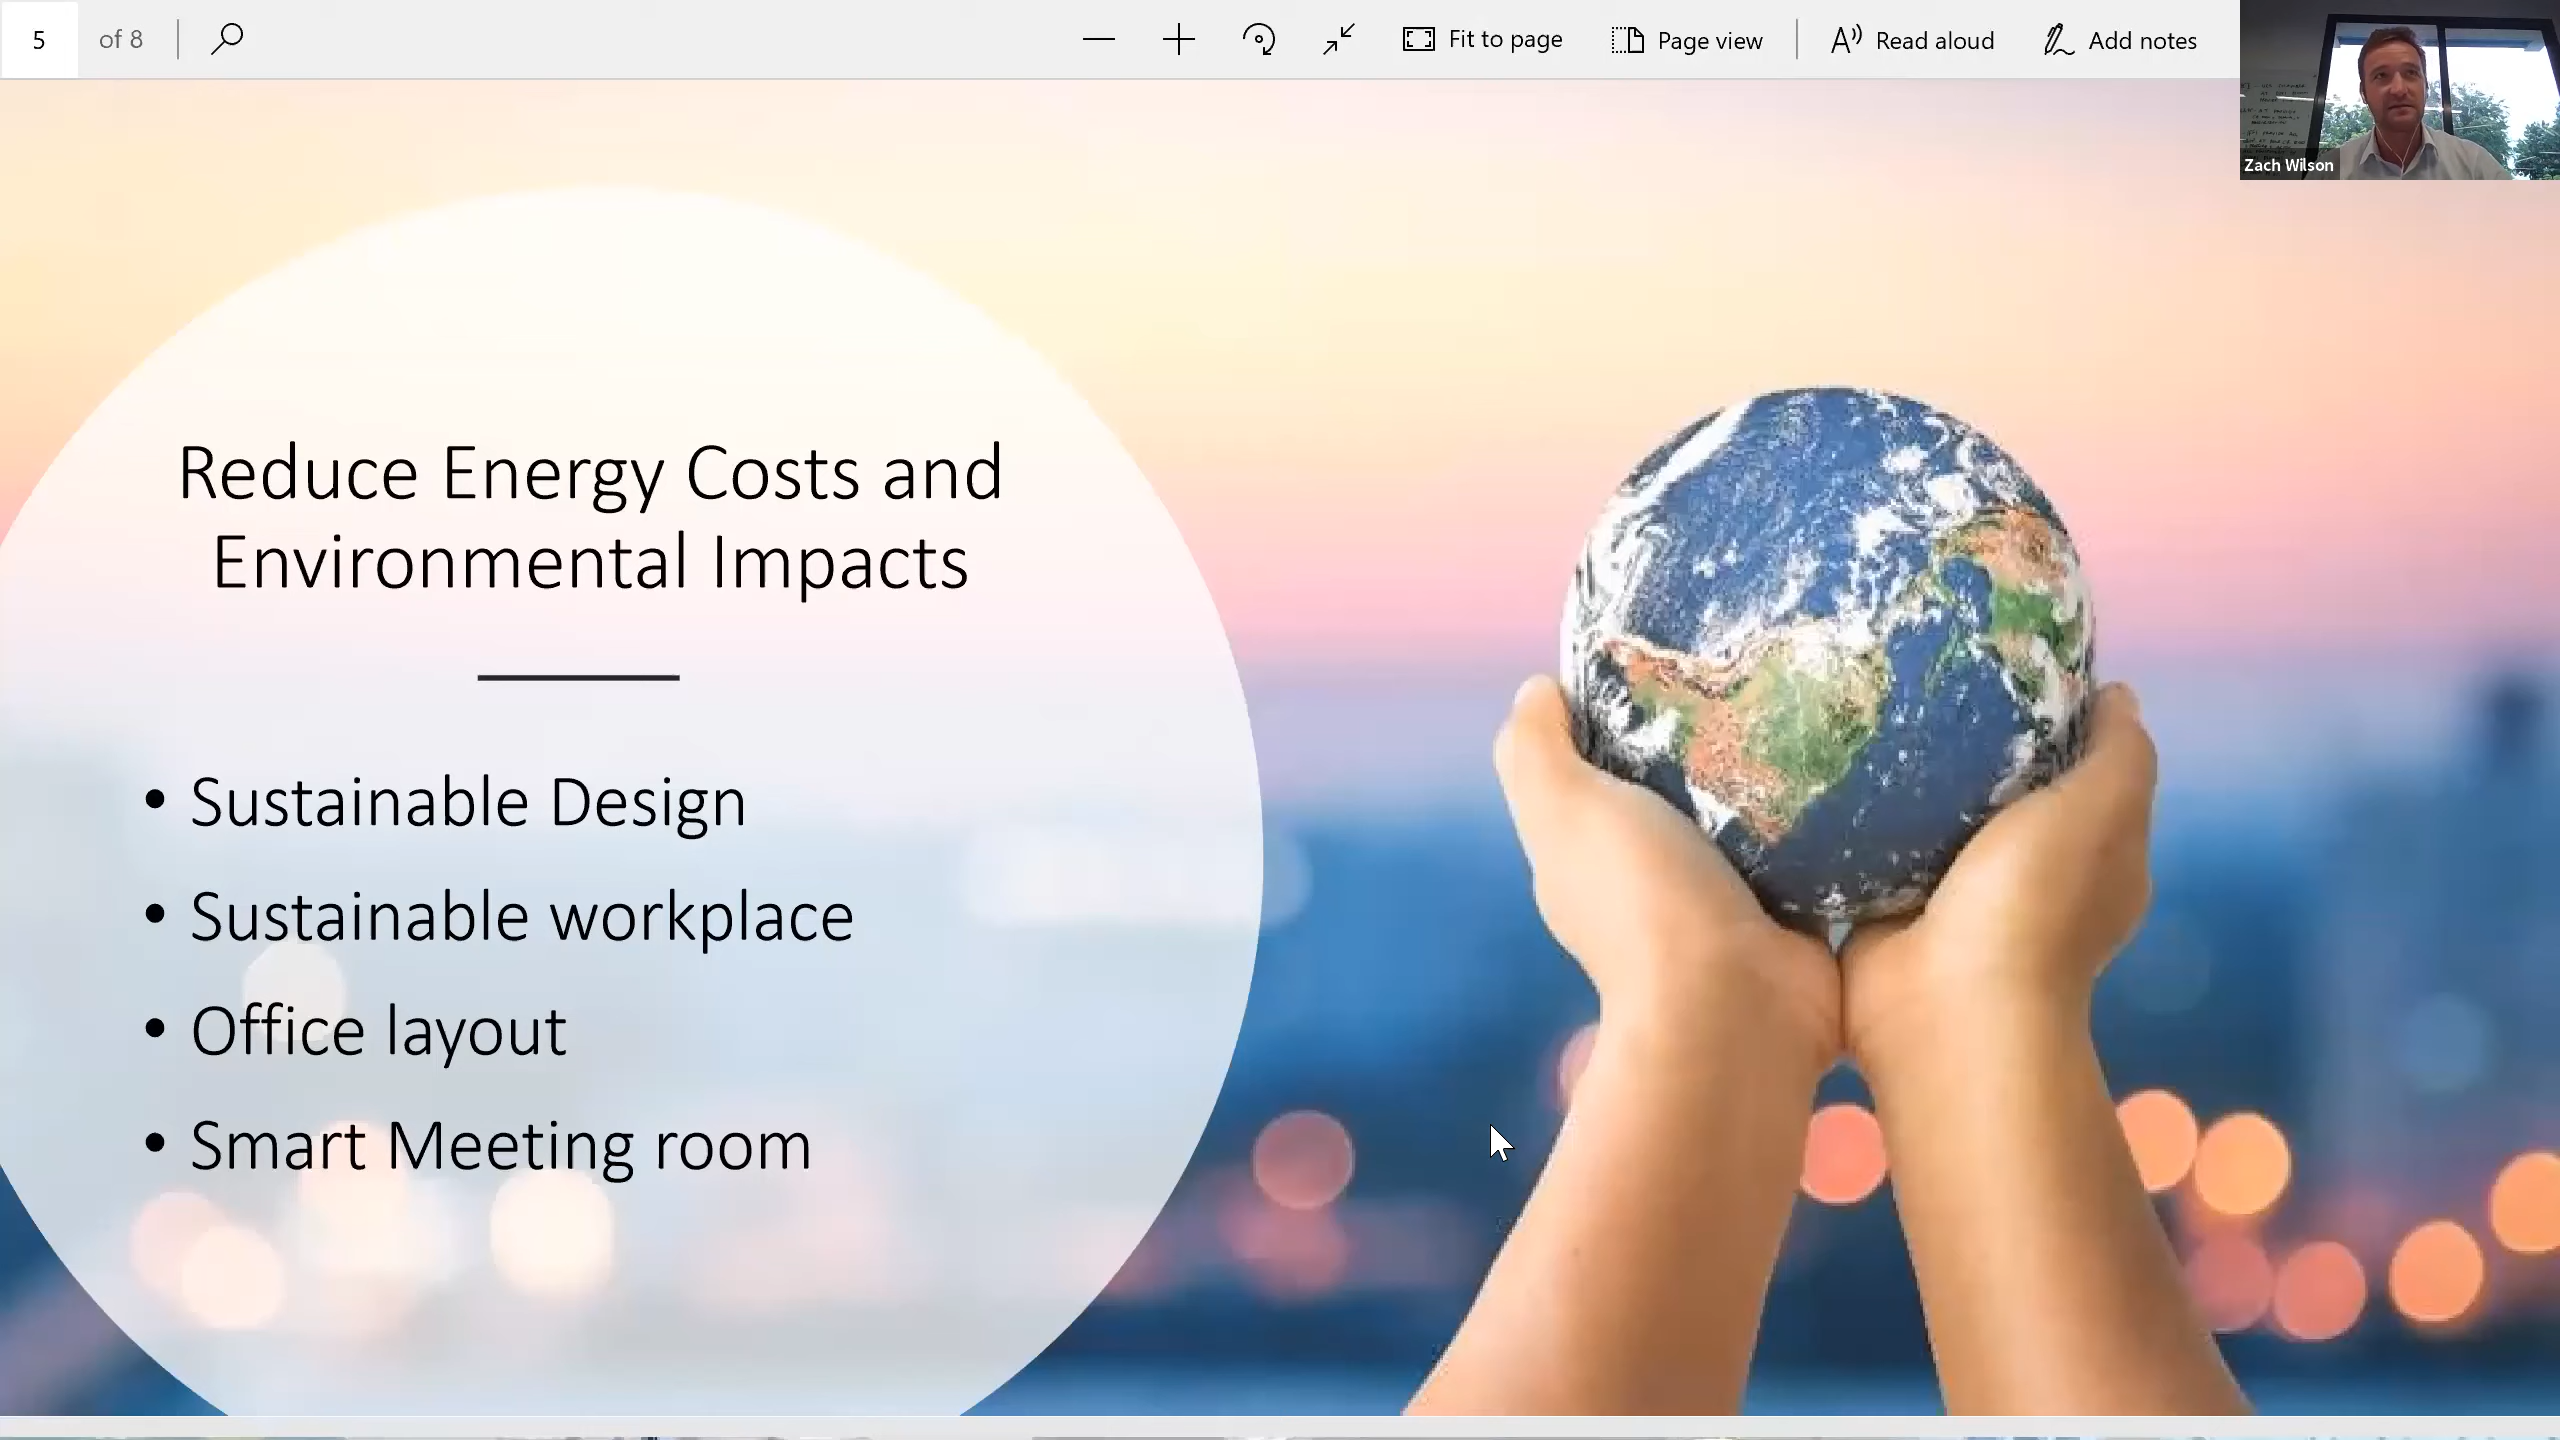 5 of 8 Fit to page Page view Read aloud Add notes
Zach Wilson
Reduce Energy Costs and
Environmental Impacts
• Sustainable Design
• Sustainable workplace
• Office layout
• Smart Meeting room